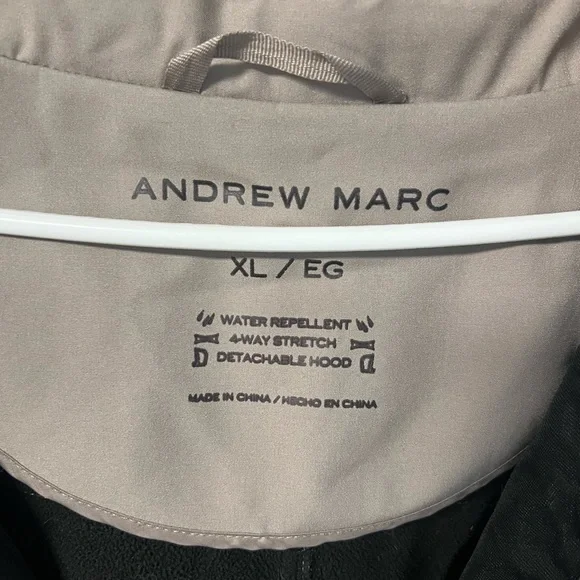 ANDREW MARC
XL / EG
WATER REPELLENT
4-WAY STRETCH
DETACHABLE HOOD
MADE IN CHINA / HECHO EN CHINA